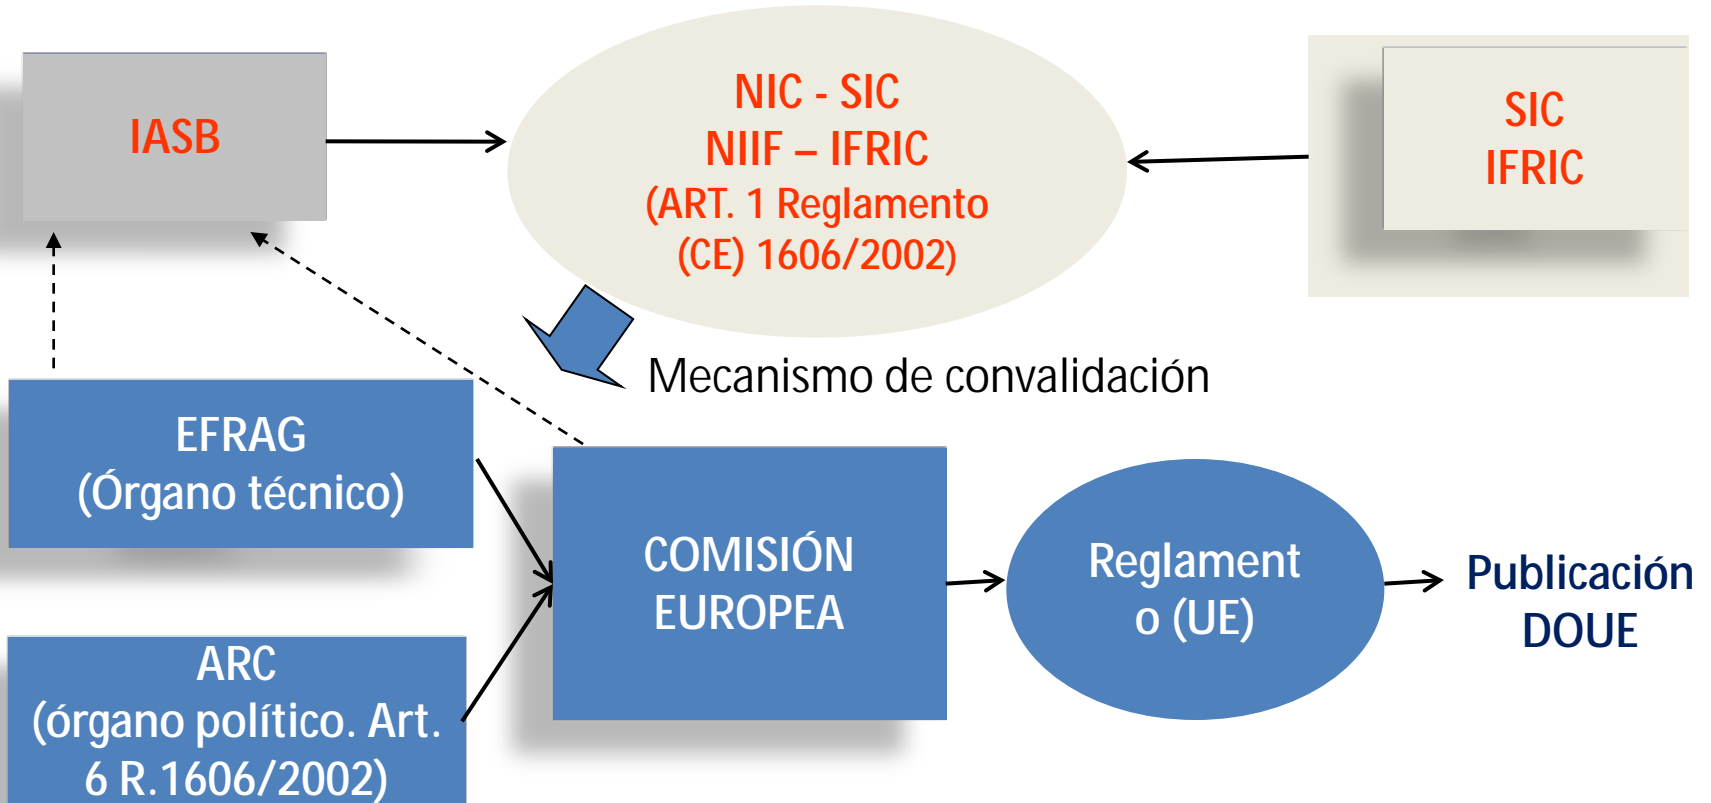 IASB
NIC - SIC
NIIF – IFRIC
(ART. 1 Reglamento
(CE) 1606/2002)
SIC
IFRIC
Mecanismo de convalidación
EFRAG
(Órgano técnico)
COMISIÓN
EUROPEA
Reglament
o (UE)
Publicación
DOUE
ARC
(órgano político. Art.
6 R.1606/2002)